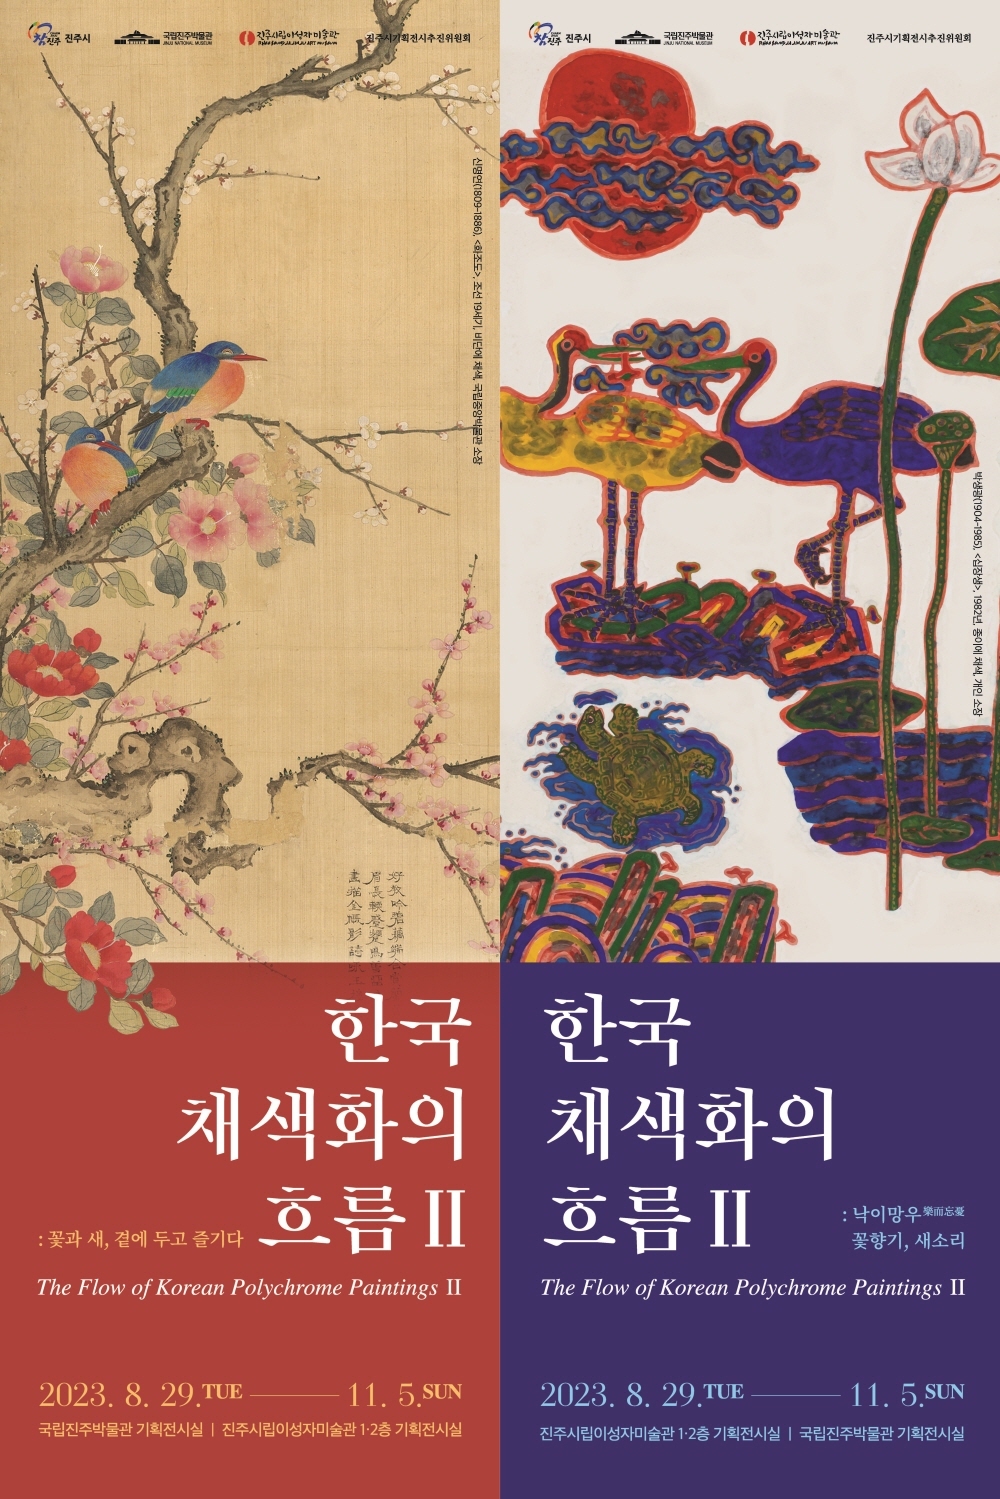 참진주 진주시
국립진주박물관
JINJU NATIONAL MUSEUM
진주시립이성자미술관
진주시기획전시추진위원회
신명연(1809-1886), <화조도>, 조선 19세기, 비단에 채색, 국립중앙박물관 소장
한국
채색화의
흐름 II
: 꽃과 새, 곁에 두고 즐기다
The Flow of Korean Polychrome Paintings II
2023. 8. 29.TUE
11. 5.SUN
국립진주박물관 기획전시실 | 진주시립이성자미술관 1·2층 기획전시실
참진주 진주시
국립진주박물관
JINJU NATIONAL MUSEUM
진주시립이성자미술관
진주시기획전시추진위원회
박생광(1904-1985), <십장생>, 1982년, 종이에 채색, 개인 소장
한국
채색화의
흐름 II
: 낙이망우樂而忘憂
꽃향기, 새소리
The Flow of Korean Polychrome Paintings II
2023. 8. 29.TUE
11. 5.SUN
진주시립이성자미술관 1·2층 기획전시실 | 국립진주박물관 기획전시실